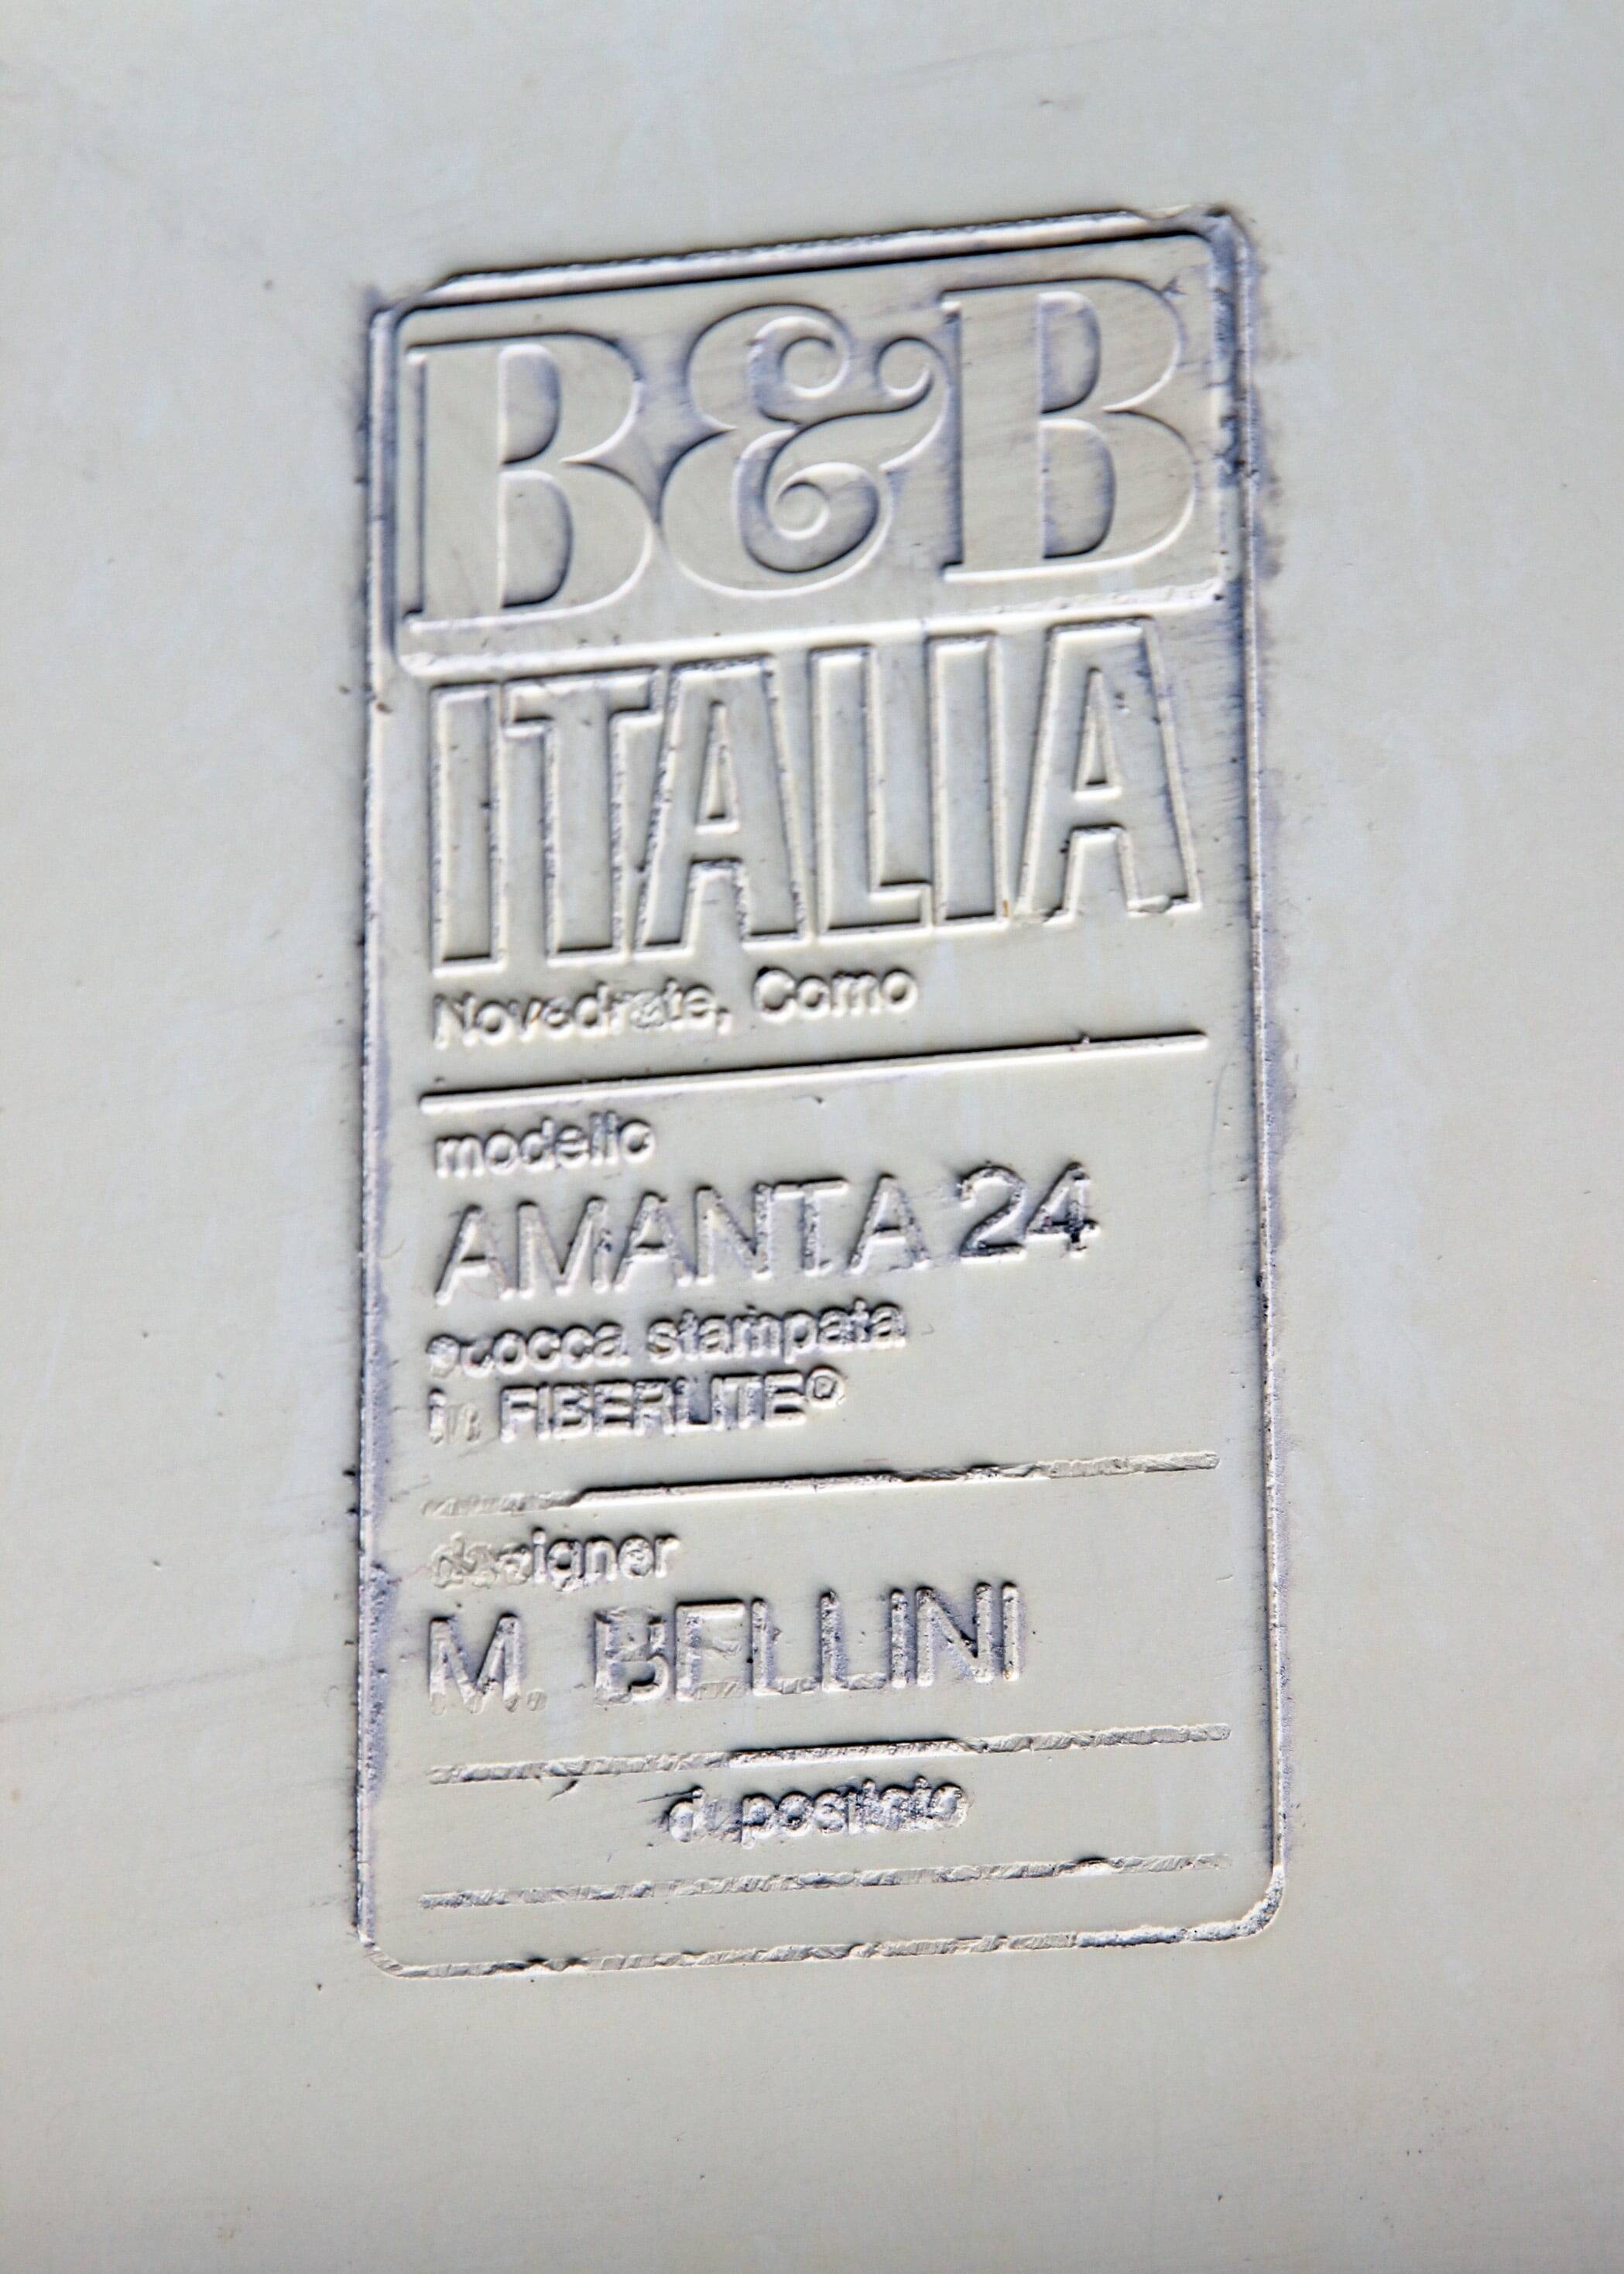 B&B
ITALIA
Novedrate, Como
modello
AMANTA 24
scocca stampata
in FIBERLITE®
designer
M. BELLINI
depositato